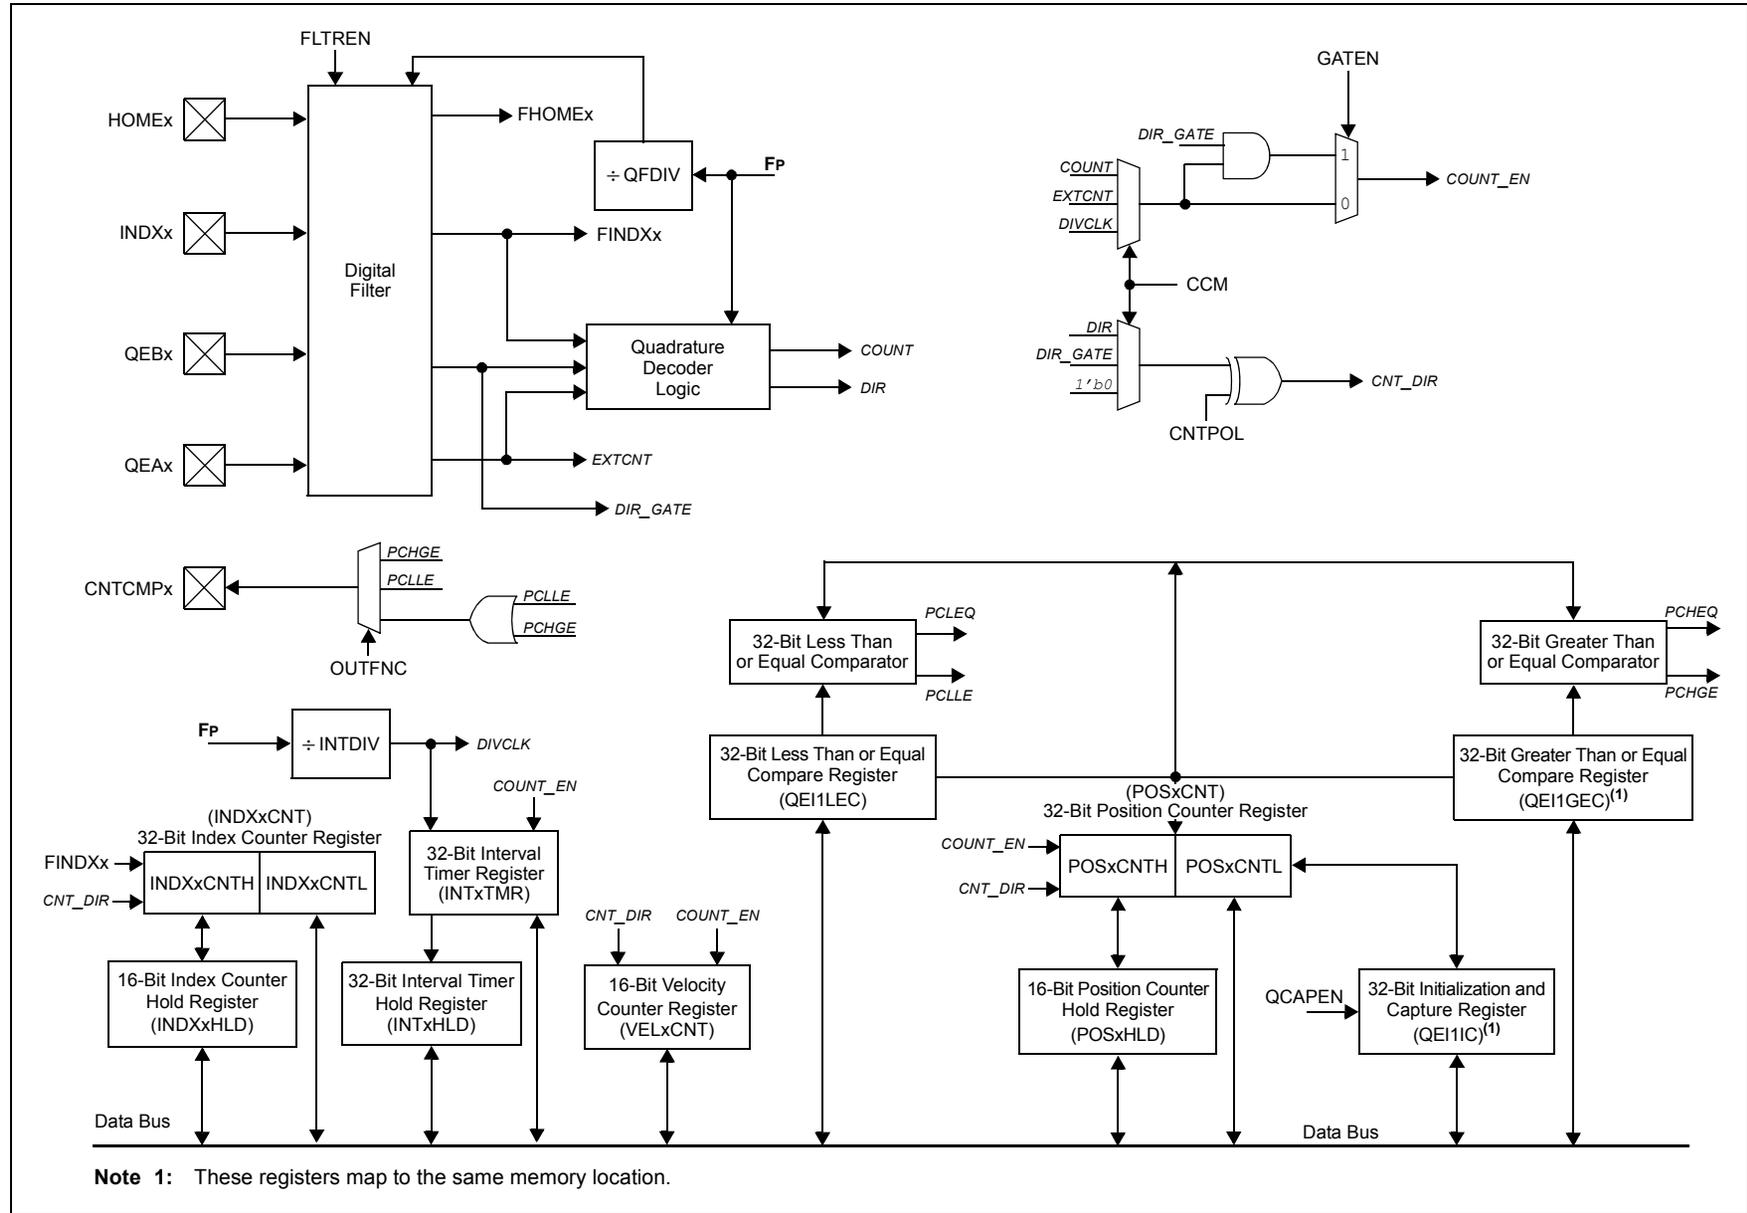 FLTREN
HOMEx
FHOMEx
÷ QFDIV
FP
INDXx
FINDXx
Digital
Filter
QEBx
Quadrature
Decoder
Logic
COUNT
DIR
QEAx
EXTCNT
DIR_GATE
GATEN
DIR_GATE
COUNT
EXTCNT
DIVCLK
1
0
COUNT_EN
CCM
DIR
DIR_GATE
1'b0
CNT_DIR
CNTPOL
CNTCMPx
PCHGE
PCLLE
PCLLE
PCHGE
OUTFNC
32-Bit Less Than
or Equal Comparator
PCLEQ
PCLLE
32-Bit Greater Than
or Equal Comparator
PCHEQ
PCHGE
FP
÷ INTDIV
DIVCLK
COUNT_EN
32-Bit Less Than or Equal
Compare Register
(QEI1LEC)
32-Bit Greater Than or Equal
Compare Register
(QEI1GEC)(1)
(INDXxCNT)
32-Bit Index Counter Register
FINDXx
CNT_DIR
INDXxCNTH
INDXxCNTL
32-Bit Interval
Timer Register
(INTxTMR)
(POSxCNT)
32-Bit Position Counter Register
COUNT_EN
CNT_DIR
POSxCNTH
POSxCNTL
CNT_DIR
COUNT_EN
16-Bit Index Counter
Hold Register
(INDXxHLD)
32-Bit Interval Timer
Hold Register
(INTxHLD)
16-Bit Velocity
Counter Register
(VELxCNT)
16-Bit Position Counter
Hold Register
(POSxHLD)
QCAPEN
32-Bit Initialization and
Capture Register
(QEI1IC)(1)
Data Bus
Data Bus
Note 1: These registers map to the same memory location.